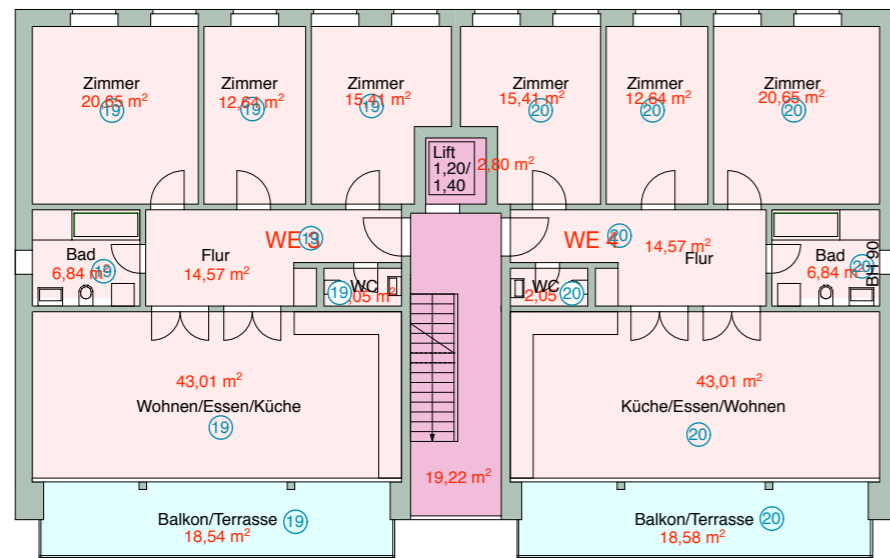 Zimmer
20,65 m²
19
Zimmer
12,64 m²
19
Zimmer
15,41 m²
19
Zimmer
15,41 m²
20
Zimmer
12,64 m²
20
Zimmer
20,65 m²
20
Lift
1,20/
1,40
2,80 m²
WE 3
19
WE 4
20
Bad
6,84 m²
19
Flur
14,57 m²
WC
19
,05 m²
WC
2,05
20
14,57 m²
Flur
Bad
6,84 m²
20
BH 90
43,01 m²
Wohnen/Essen/Küche
19
43,01 m²
Küche/Essen/Wohnen
20
19,22 m²
Balkon/Terrasse
19
18,54 m²
Balkon/Terrasse
20
18,58 m²